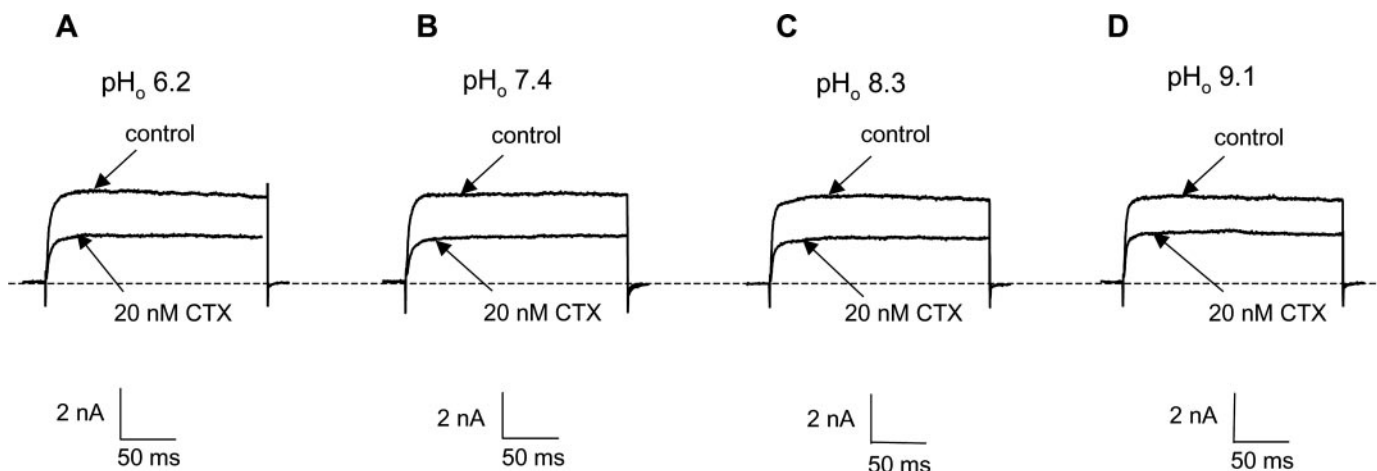 A
B
C
D
pHo 6.2
pHo 7.4
pHo 8.3
pHo 9.1
control
control
control
control
20 nM CTX
20 nM CTX
20 nM CTX
20 nM CTX
2 nA
50 ms
2 nA
50 ms
2 nA
50 ms
2 nA
50 ms